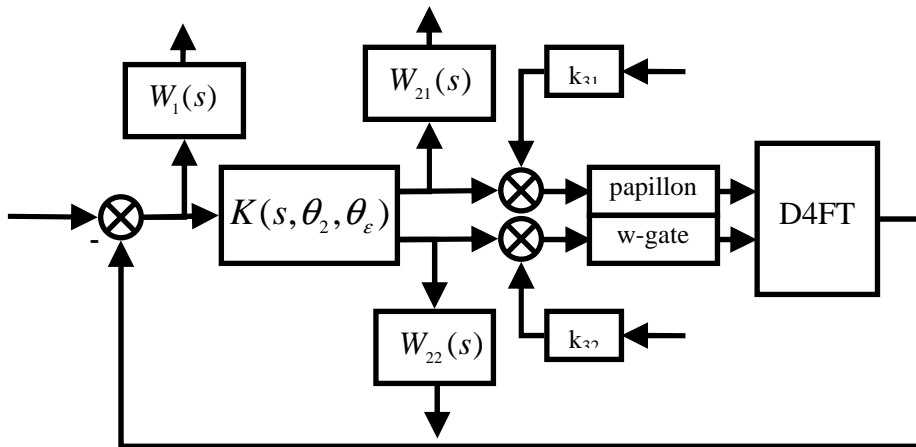 W₁(s)
W₂₁(s)
k₃₁
K(s,θ₂,θ_ε)
papillon
w-gate
D4FT
-
W₂₂(s)
k₃₂